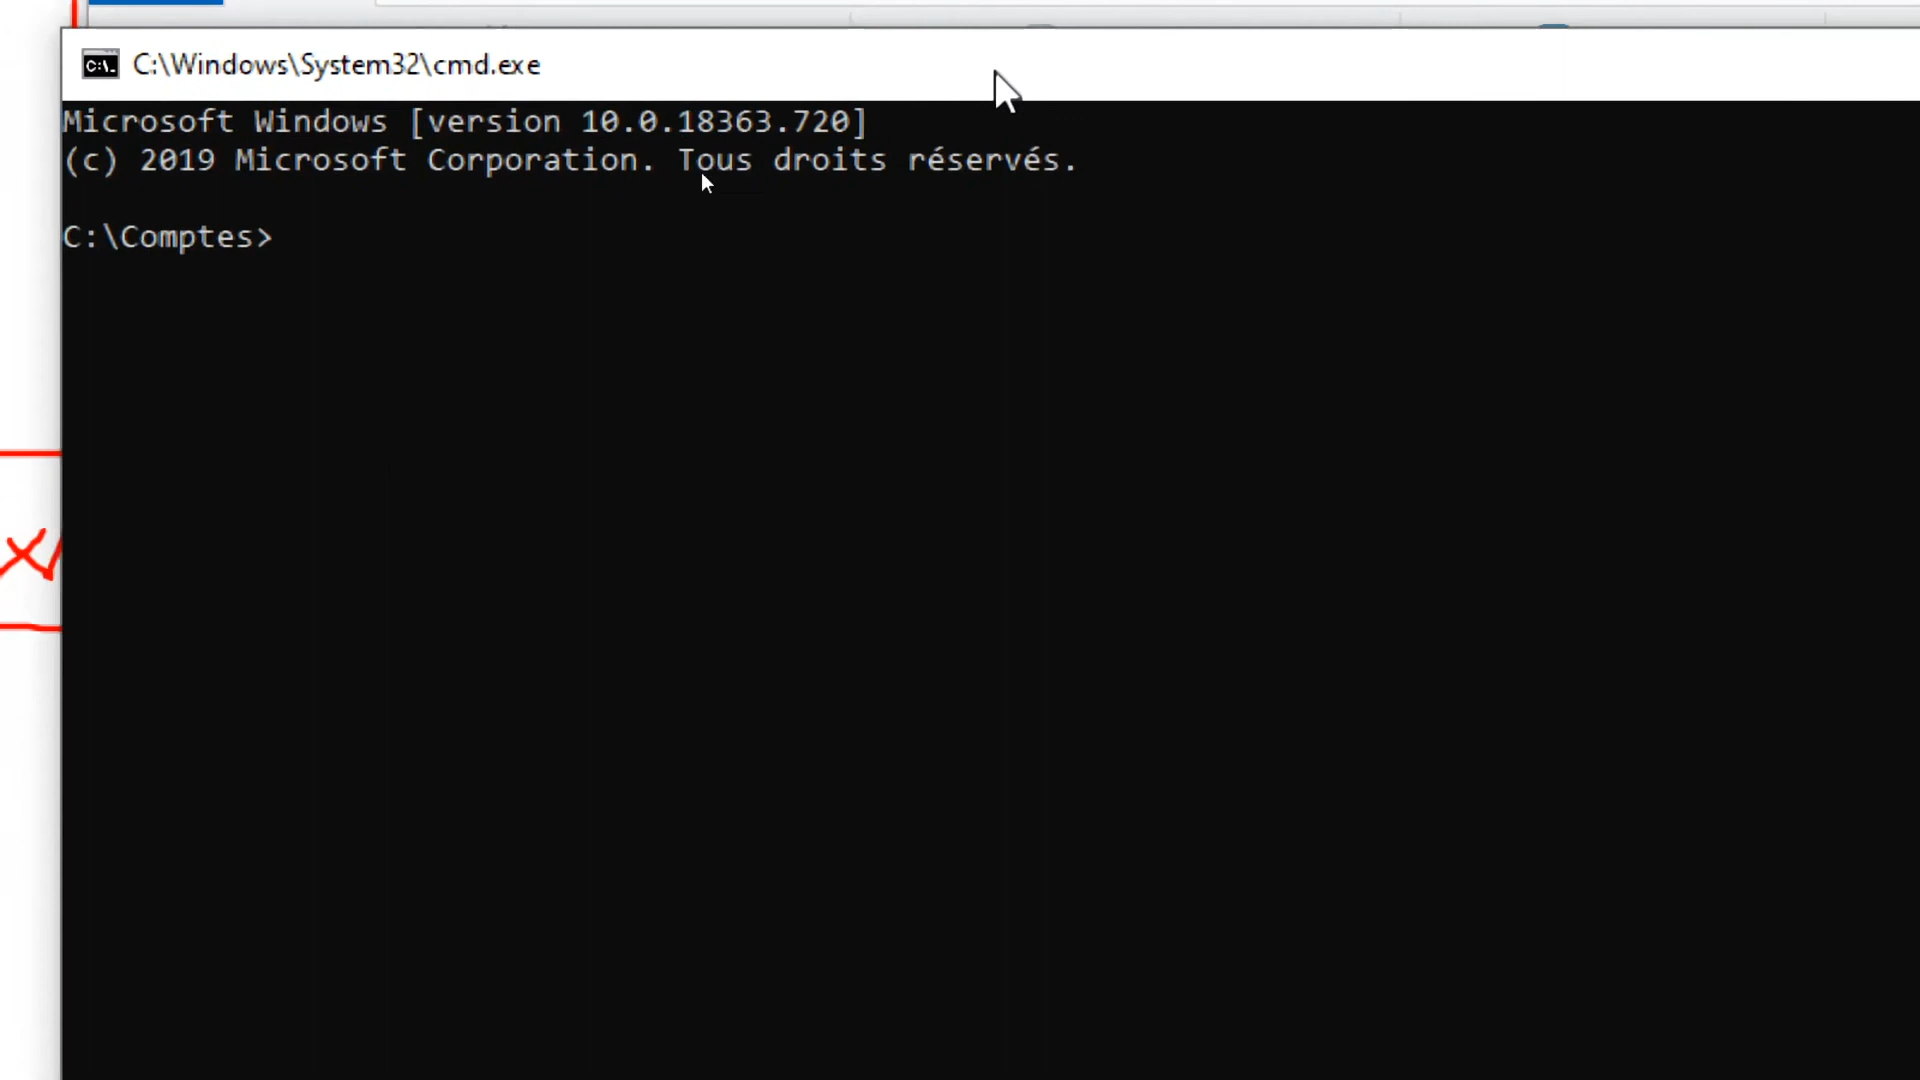 C:\Windows\System32\cmd.exe
Microsoft Windows [version 10.0.18363.720]
(c) 2019 Microsoft Corporation. Tous droits réservés.
C:\Comptes>